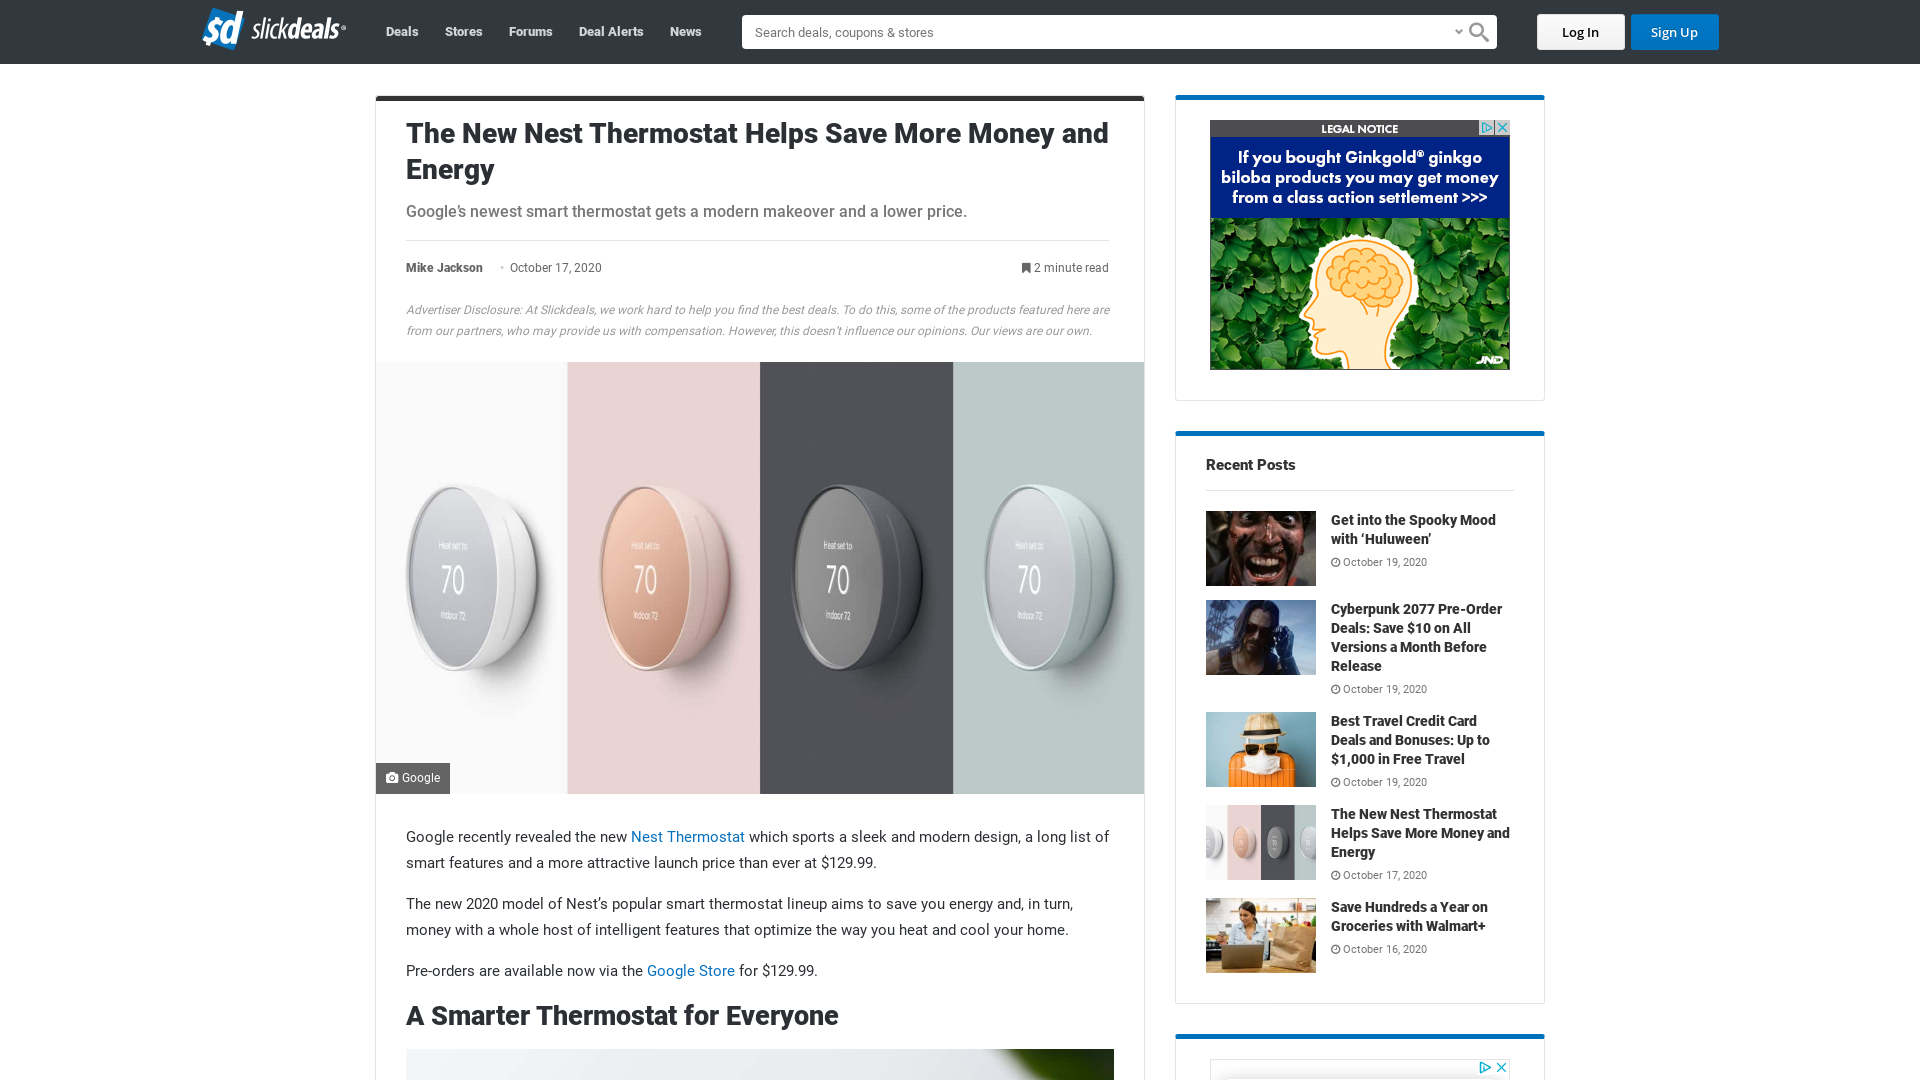 sd slickdeals
Deals
Stores
Forums
Deal Alerts
News
Search deals, coupons & stores
Log In
Sign Up
The New Nest Thermostat Helps Save More Money and
Energy
Google’s newest smart thermostat gets a modern makeover and a lower price.
Mike Jackson • October 17, 2020
2 minute read
Advertiser Disclosure: At Slickdeals, we work hard to help you find the best deals. To do this, some of the products featured here are
from our partners, who may provide us with compensation. However, this doesn’t influence our opinions. Our views are our own.
Heat set to
70
Indoor 72
Heat set to
70
Indoor 72
Heat set to
70
Indoor 72
Heat set to
70
Indoor 72
Google
Google recently revealed the new Nest Thermostat which sports a sleek and modern design, a long list of
smart features and a more attractive launch price than ever at $129.99.
The new 2020 model of Nest’s popular smart thermostat lineup aims to save you energy and, in turn,
money with a whole host of intelligent features that optimize the way you heat and cool your home.
Pre-orders are available now via the Google Store for $129.99.
A Smarter Thermostat for Everyone
LEGAL NOTICE
If you bought Ginkgold® ginkgo
biloba products you may get money
from a class action settlement >>>
JND
Recent Posts
Get into the Spooky Mood
with ‘Huluween’
October 19, 2020
Cyberpunk 2077 Pre-Order
Deals: Save $10 on All
Versions a Month Before
Release
October 19, 2020
Best Travel Credit Card
Deals and Bonuses: Up to
$1,000 in Free Travel
October 19, 2020
The New Nest Thermostat
Helps Save More Money and
Energy
October 17, 2020
Save Hundreds a Year on
Groceries with Walmart+
October 16, 2020